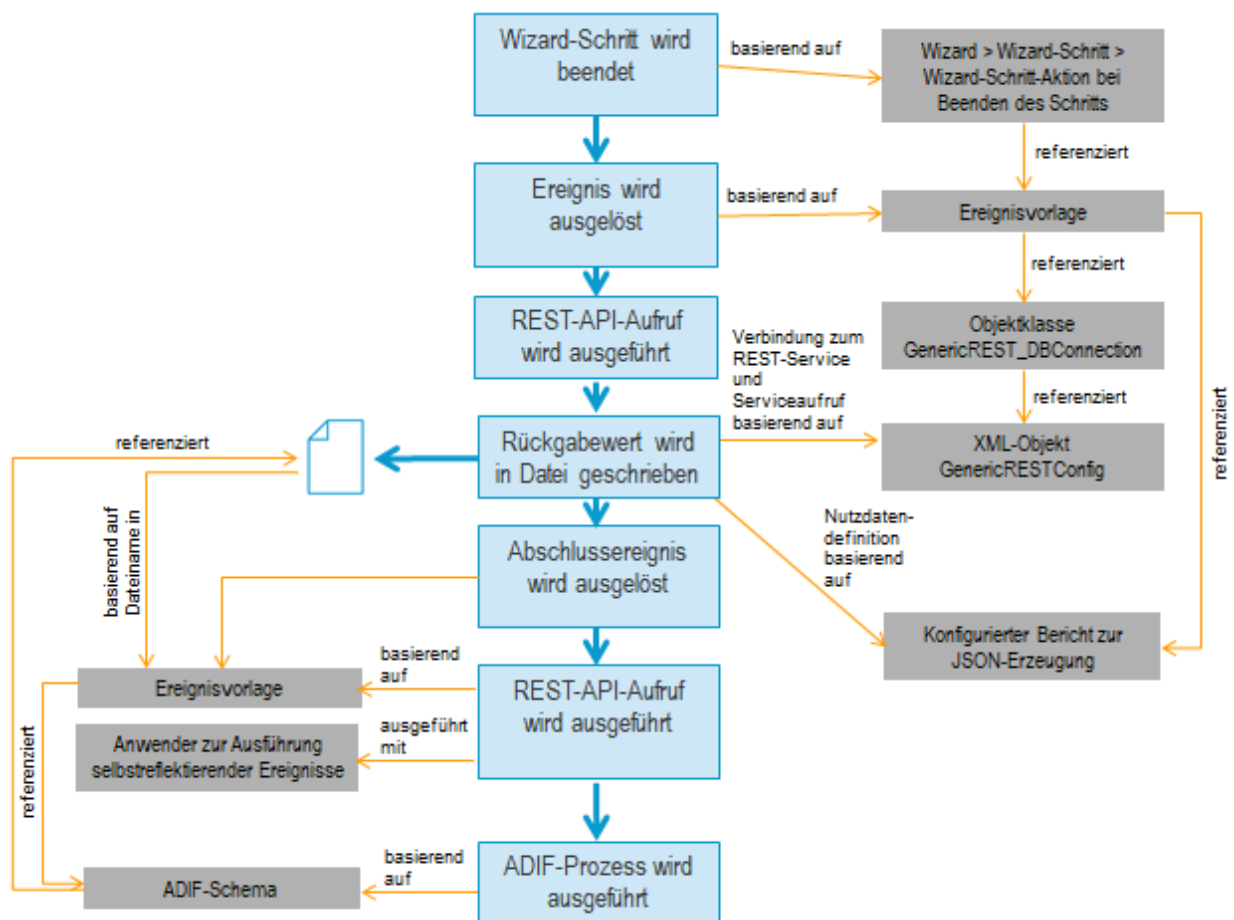 Wizard-Schritt wird
beendet
basierend auf
Wizard > Wizard-Schritt >
Wizard-Schritt-Aktion bei
Beenden des Schritts
referenziert
Ereignis wird
ausgelöst
basierend auf
Ereignisvorlage
referenziert
REST-API-Aufruf
wird ausgeführt
Objektklasse
GenericREST_DBConnection
Verbindung zum
REST-Service
und
Serviceaufruf
basierend auf
referenziert
referenziert
referenziert
Rückgabewert wird
in Datei geschrieben
XML-Objekt
GenericRESTConfig
basierend auf
Dateiname in
Nutzdaten-
definition
basierend
auf
Abschlussereignis
wird ausgelöst
Konfigurierter Bericht zur
JSON-Erzeugung
basierend
auf
Ereignisvorlage
REST-API-Aufruf
wird ausgeführt
ausgeführt
mit
Anwender zur Ausführung
selbstreflektierender Ereignisse
referenziert
basierend
auf
ADIF-Schema
ADIF-Prozess wird
ausgeführt